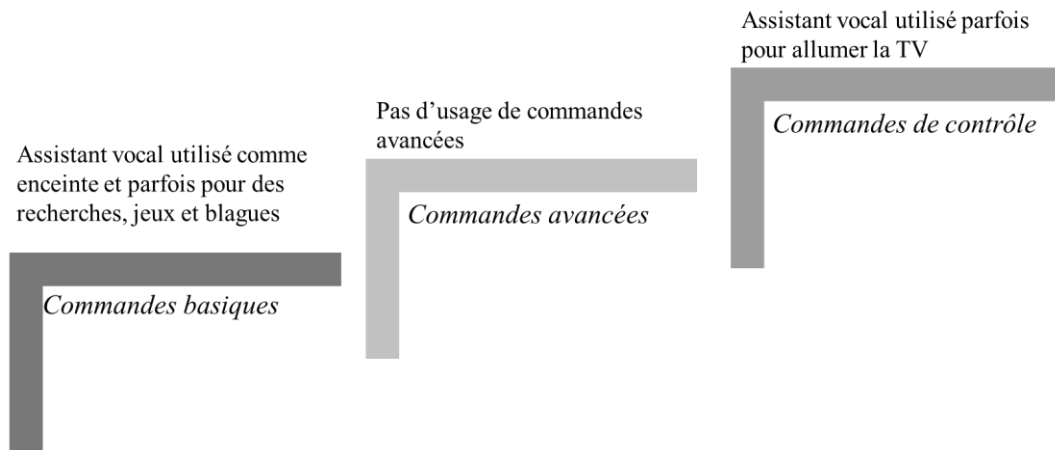 Assistant vocal utilisé comme
enceinte et parfois pour des
recherches, jeux et blagues
Commandes basiques
Pas d’usage de commandes
avancées
Commandes avancées
Assistant vocal utilisé parfois
pour allumer la TV
Commandes de contrôle